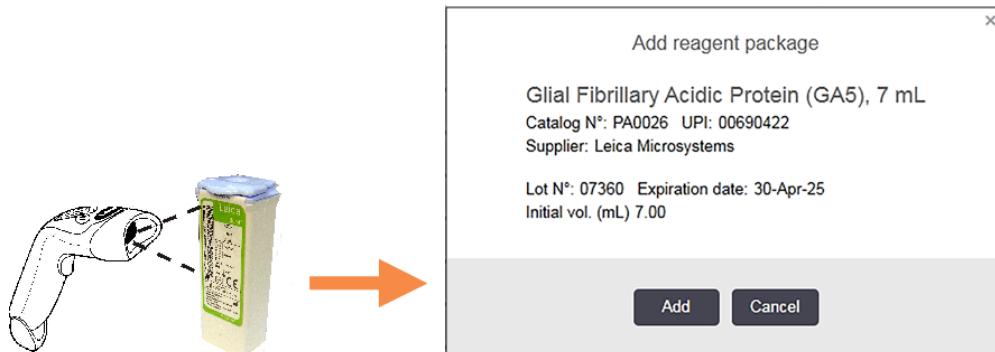 Leica
CE
×
Add reagent package
Glial Fibrillary Acidic Protein (GA5), 7 mL
Catalog N°: PA0026 UPI: 00690422
Supplier: Leica Microsystems
Lot N°: 07360 Expiration date: 30-Apr-25
Initial vol. (mL) 7.00
Add Cancel